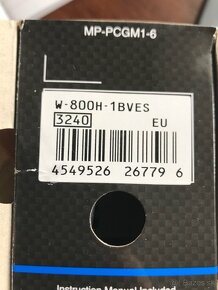 MP-PCGM1-6
W-800H-1BVES
3240
EU
4549526 26779 6
Instruction Manual Included